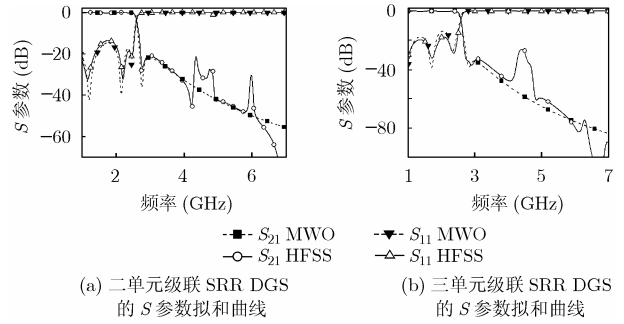 0
−20
−40
−60
S 参数 (dB)
2
4
6
频率 (GHz)
0
−40
−80
S 参数 (dB)
1
3
5
7
频率 (GHz)
S21 MWO
S11 MWO
S21 HFSS
S11 HFSS
(a) 二单元级联 SRR DGS
的 S 参数拟和曲线
(b) 三单元级联 SRR DGS
的 S 参数拟和曲线